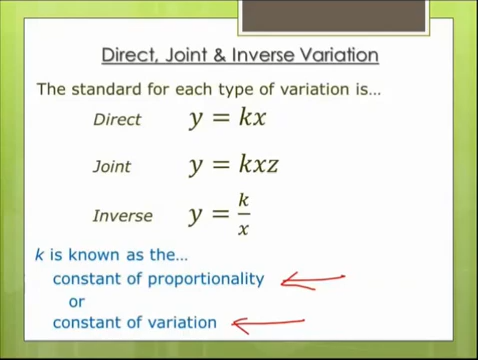 Direct, Joint & Inverse Variation
The standard for each type of variation is...
Direct y = kx
Joint y = kxz
Inverse y = k/x
k is known as the...
constant of proportionality
or
constant of variation